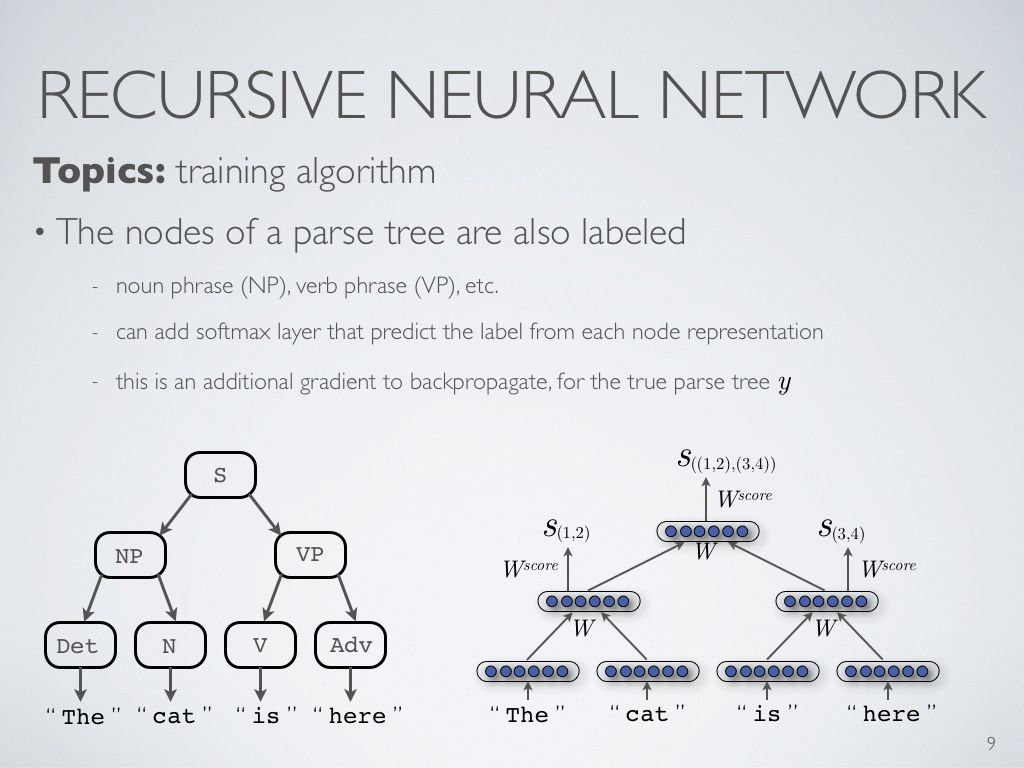 RECURSIVE NEURAL NETWORK
Topics: training algorithm
• The nodes of a parse tree are also labeled
- noun phrase (NP), verb phrase (VP), etc.
- can add softmax layer that predict the label from each node representation
- this is an additional gradient to backpropagate, for the true parse tree y
S
NP VP
Det N V Adv
“ The ” “ cat ” “ is ” “ here ”
s((1,2),(3,4))
W^score
s(1,2) s(3,4)
W
W^score W^score
W W
“ The ” “ cat ” “ is ” “ here ”
9